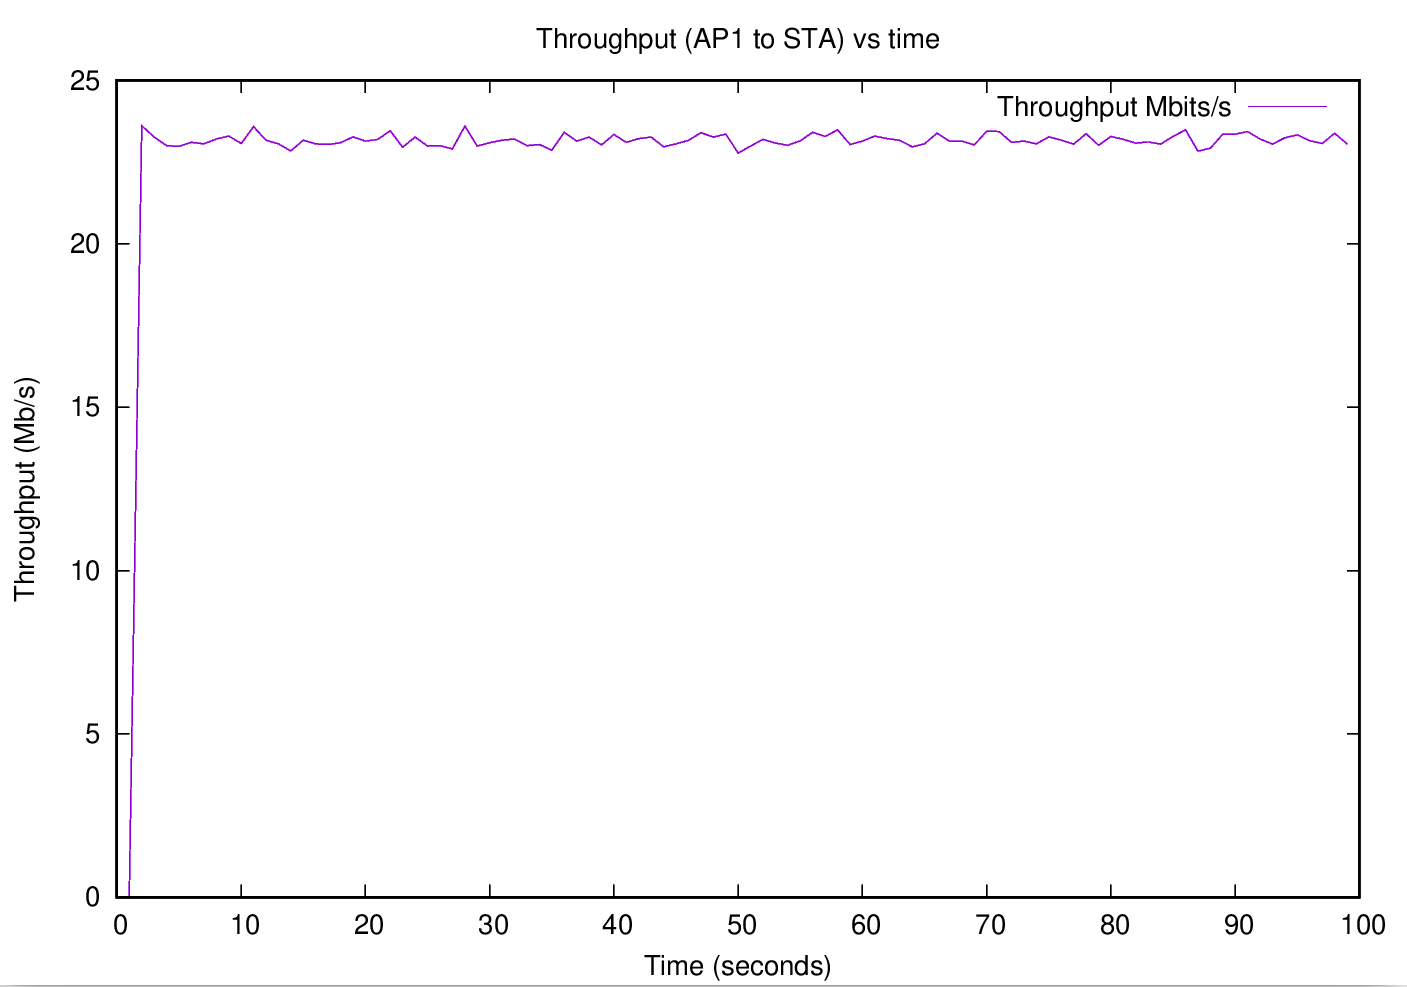 Throughput (AP1 to STA) vs time
Throughput Mbits/s
25
20
15
10
5
0
Throughput (Mb/s)
0 10 20 30 40 50 60 70 80 90 100
Time (seconds)